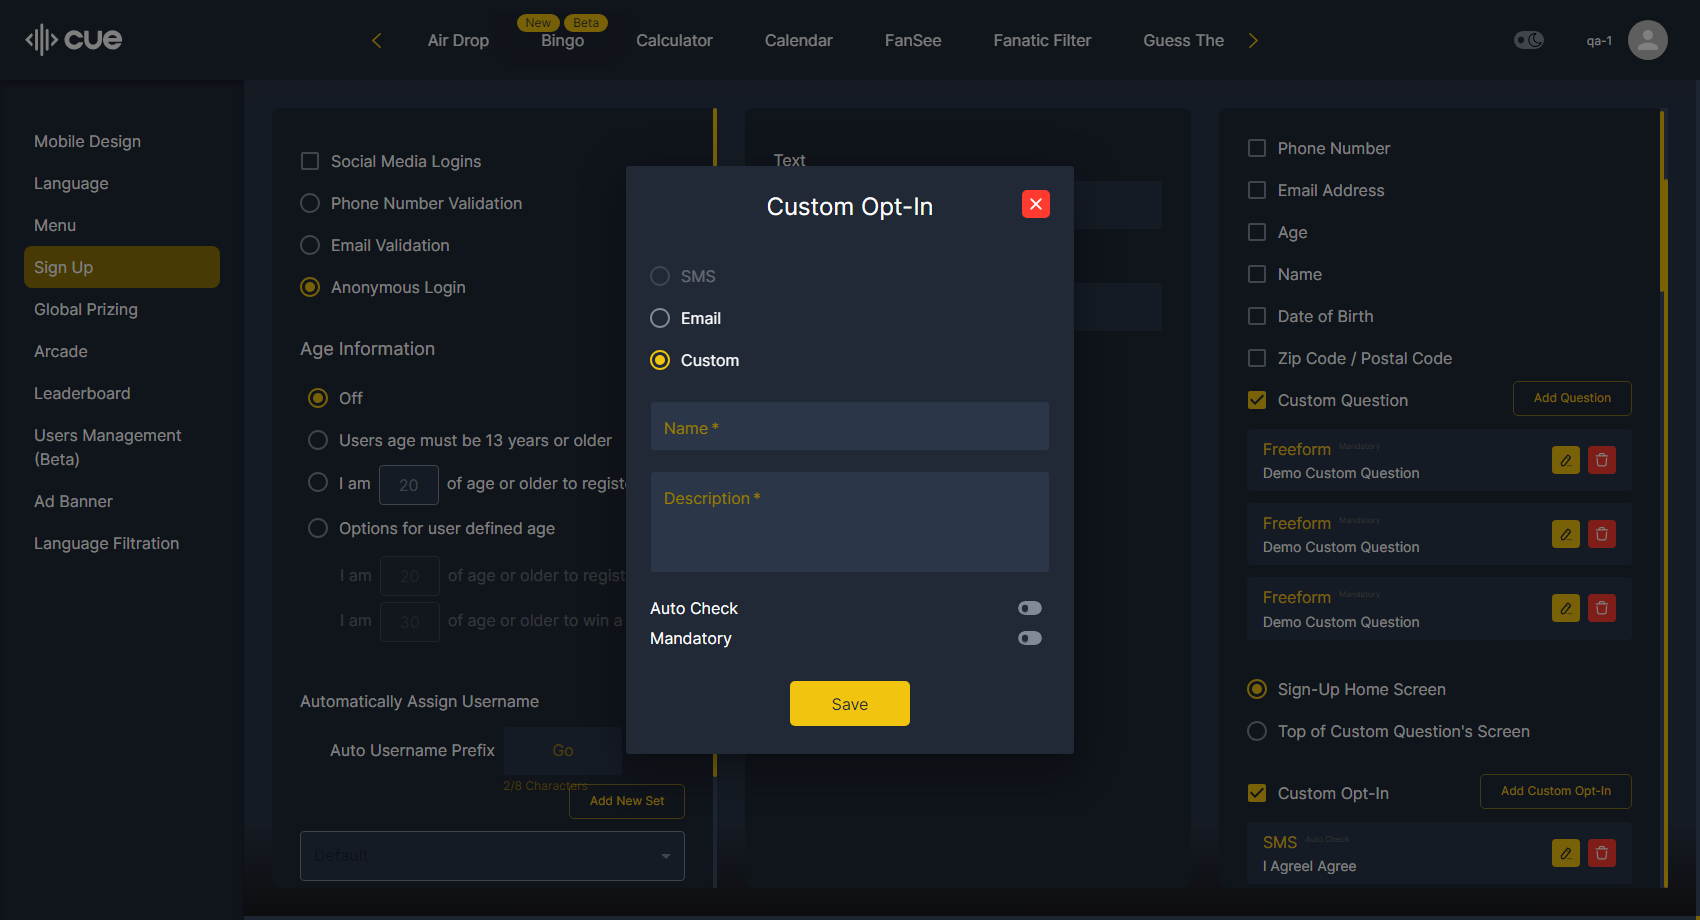 cue
Air Drop
New
Beta
Bingo
Calculator
Calendar
FanSee
Fanatic Filter
Guess The
qa-1
Mobile Design
Language
Menu
Sign Up
Global Prizing
Arcade
Leaderboard
Users Management
(Beta)
Ad Banner
Language Filtration
Social Media Logins
Phone Number Validation
Email Validation
Anonymous Login
Age Information
Off
Users age must be 13 years or older
I am 20 of age or older to regist
Options for user defined age
I am 20 of age or older to regist
I am 30 of age or older to win a
Automatically Assign Username
Auto Username Prefix Go
2/8 Characters
Add New Set
Default
Text
Custom Opt-In
SMS
Email
Custom
Name *
Description *
Auto Check
Mandatory
Save
Phone Number
Email Address
Age
Name
Date of Birth
Zip Code / Postal Code
Custom Question
Add Question
Freeform Mandatory
Demo Custom Question
Freeform Mandatory
Demo Custom Question
Freeform Mandatory
Demo Custom Question
Sign-Up Home Screen
Top of Custom Question's Screen
Custom Opt-In
Add Custom Opt-In
SMS Auto Check
I AgreeI Agree